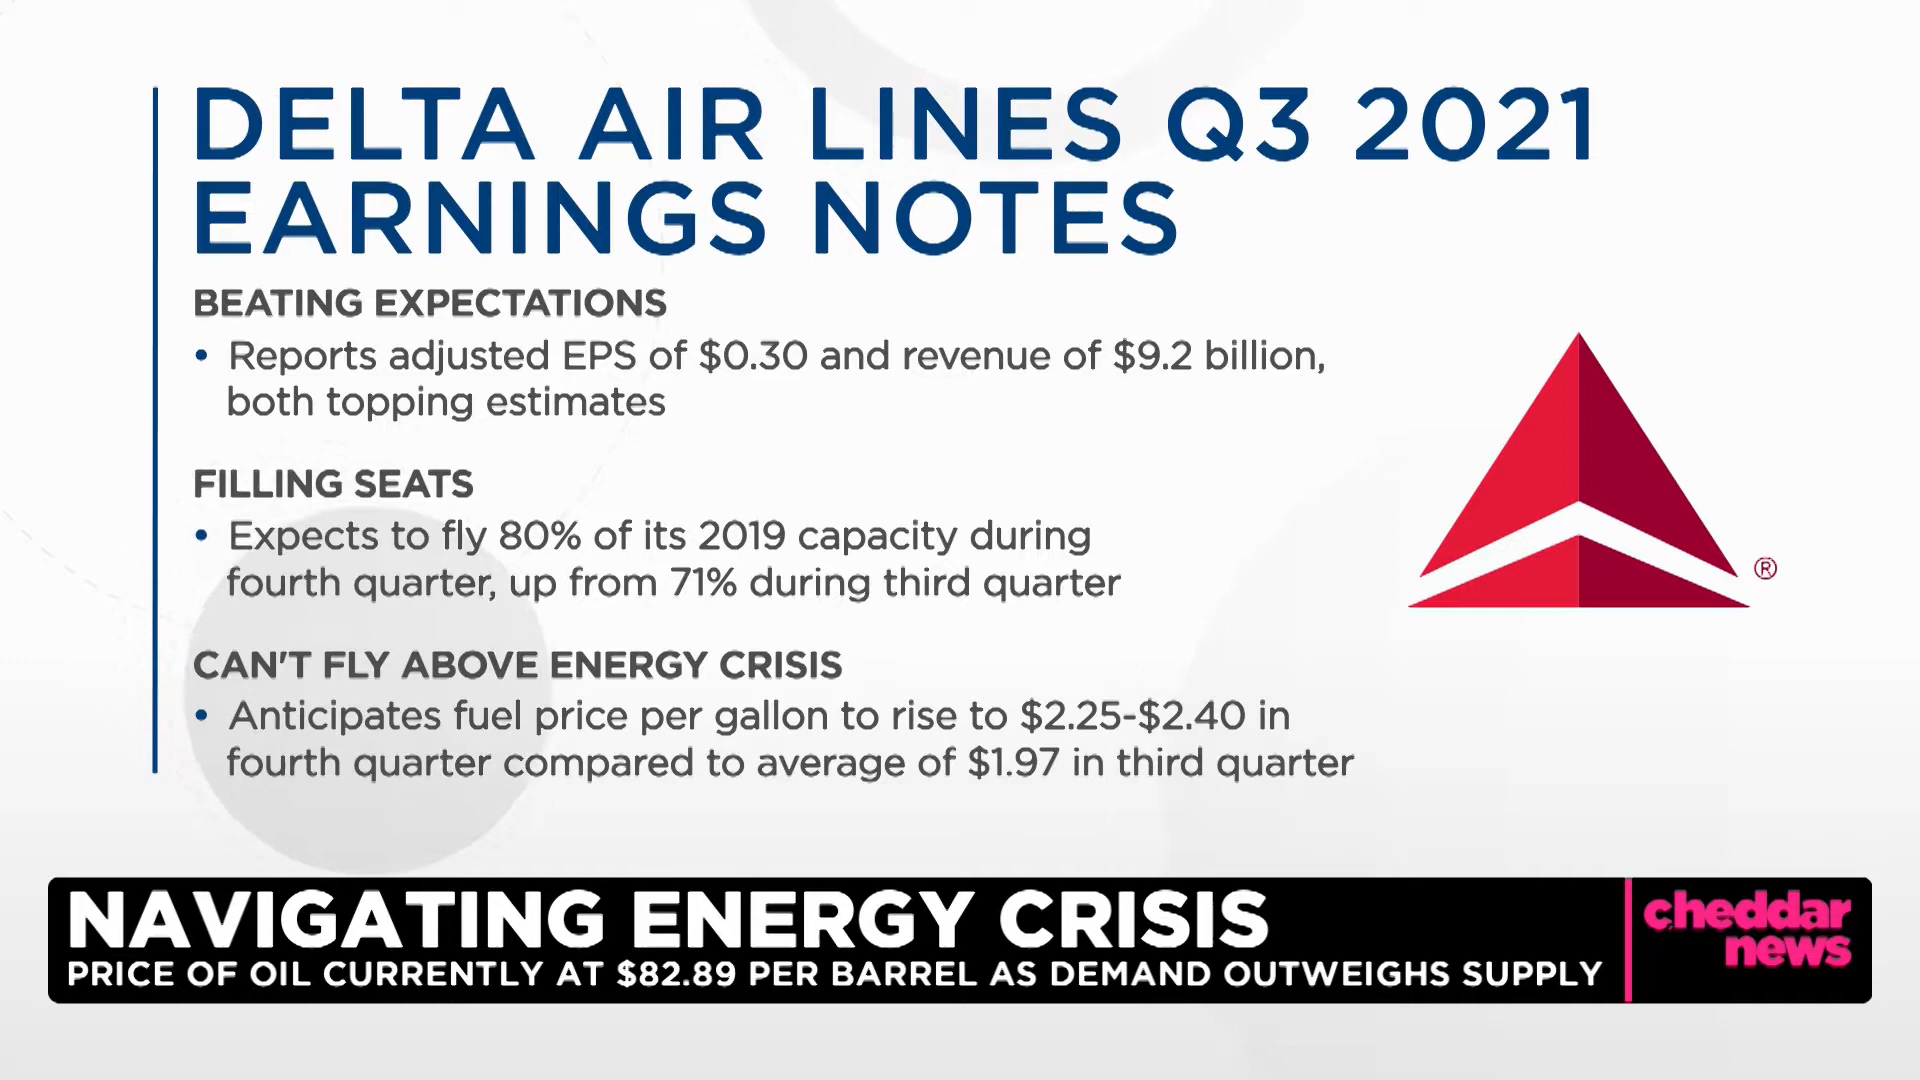 DELTA AIR LINES Q3 2021
EARNINGS NOTES
BEATING EXPECTATIONS
• Reports adjusted EPS of $0.30 and revenue of $9.2 billion,
both topping estimates
FILLING SEATS
• Expects to fly 80% of its 2019 capacity during
fourth quarter, up from 71% during third quarter
CAN'T FLY ABOVE ENERGY CRISIS
• Anticipates fuel price per gallon to rise to $2.25-$2.40 in
fourth quarter compared to average of $1.97 in third quarter
®
NAVIGATING ENERGY CRISIS
PRICE OF OIL CURRENTLY AT $82.89 PER BARREL AS DEMAND OUTWEIGHS SUPPLY
cheddar
news